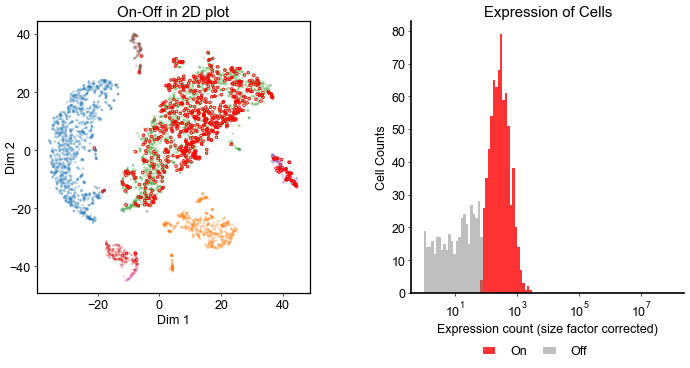 On-Off in 2D plot
40
20
0
−20
−40
Dim 2
−20 0 20 40
Dim 1
Expression of Cells
80
70
60
50
40
30
20
10
0
Cell Counts
10^1 10^3 10^5 10^7
Expression count (size factor corrected)
On Off